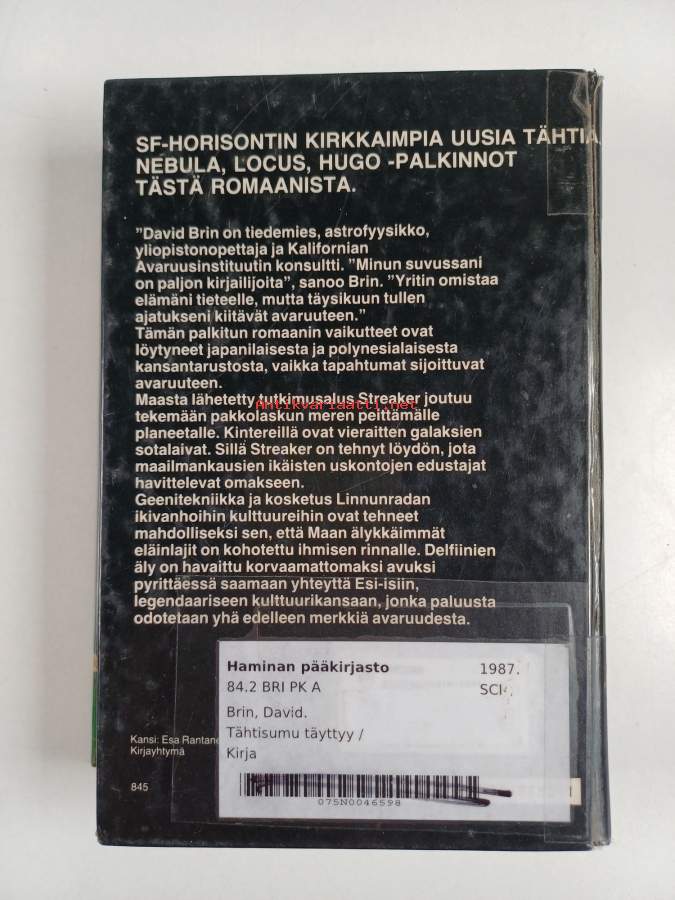 SF-HORISONTIN KIRKKAIMPIA UUSIA TÄHTIÄ
NEBULA, LOCUS, HUGO -PALKINNOT
TÄSTÄ ROMAANISTA.
"David Brin on tiedemies, astrofyysikko,
yliopistonopettaja ja Kalifornian
Avaruusinstituutin konsultti. "Minun suvussani
on paljon kirjailijoita", sanoo Brin. "Yritin omistaa
elämäni tieteelle, mutta täysikuun tullen
ajatukseni kiitävät avaruuteen."
Tämän palkitun romaanin vaikutteet ovat
löytyneet japanilaisesta ja polynesialaisesta
kansantarustosta, vaikka tapahtumat sijoittuvat
avaruuteen.
Maasta lähetetty tutkimusalus Streaker joutuu
Antikvariaatti.net
tekemään pakkolaskun meren peittämälle
planeetalle. Kintereillä ovat vieraitten galaksien
sotalaivat. Sillä Streaker on tehnyt löydön, jota
maailmankausien ikäisten uskontojen edustajat
havittelevat omakseen.
Geenitekniikka ja kosketus Linnunradan
ikivanhoihin kulttuureihin ovat tehneet
mahdolliseksi sen, että Maan älykkäimmät
eläinlajit on kohotettu ihmisen rinnalle. Delfiinien
äly on havaittu korvaamattomaksi avuksi
pyrittäessä saamaan yhteyttä Esi-isiin,
legendaariseen kulttuurikansaan, jonka paluusta
odotetaan yhä edelleen merkkiä avaruudesta.
Haminan pääkirjasto 1987.
84.2 BRI PK A SCI
Brin, David.
Tähtisumu täyttyy /
Kirja
075N0046598
Kansi: Esa Rantane
Kirjayhtymä
845